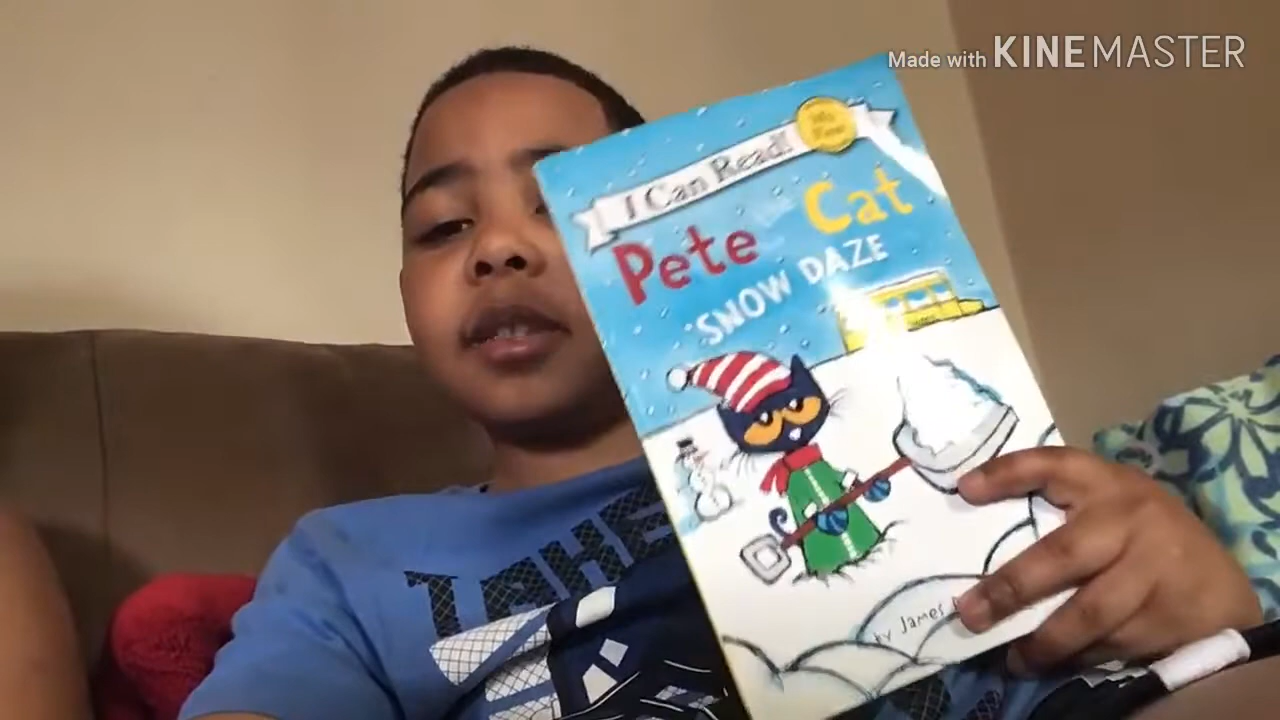 Made with KINEMASTER
I Can Read!
My First
Pete the Cat
SNOW DAZE
by James